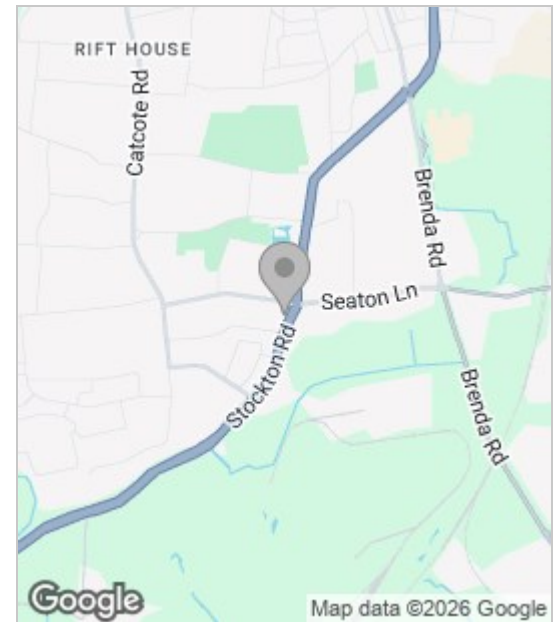 RIFT HOUSE
Catcote Rd
Brenda Rd
Seaton Ln
Stockton Rd
Brenda Rd
Google
Map data ©2026 Google